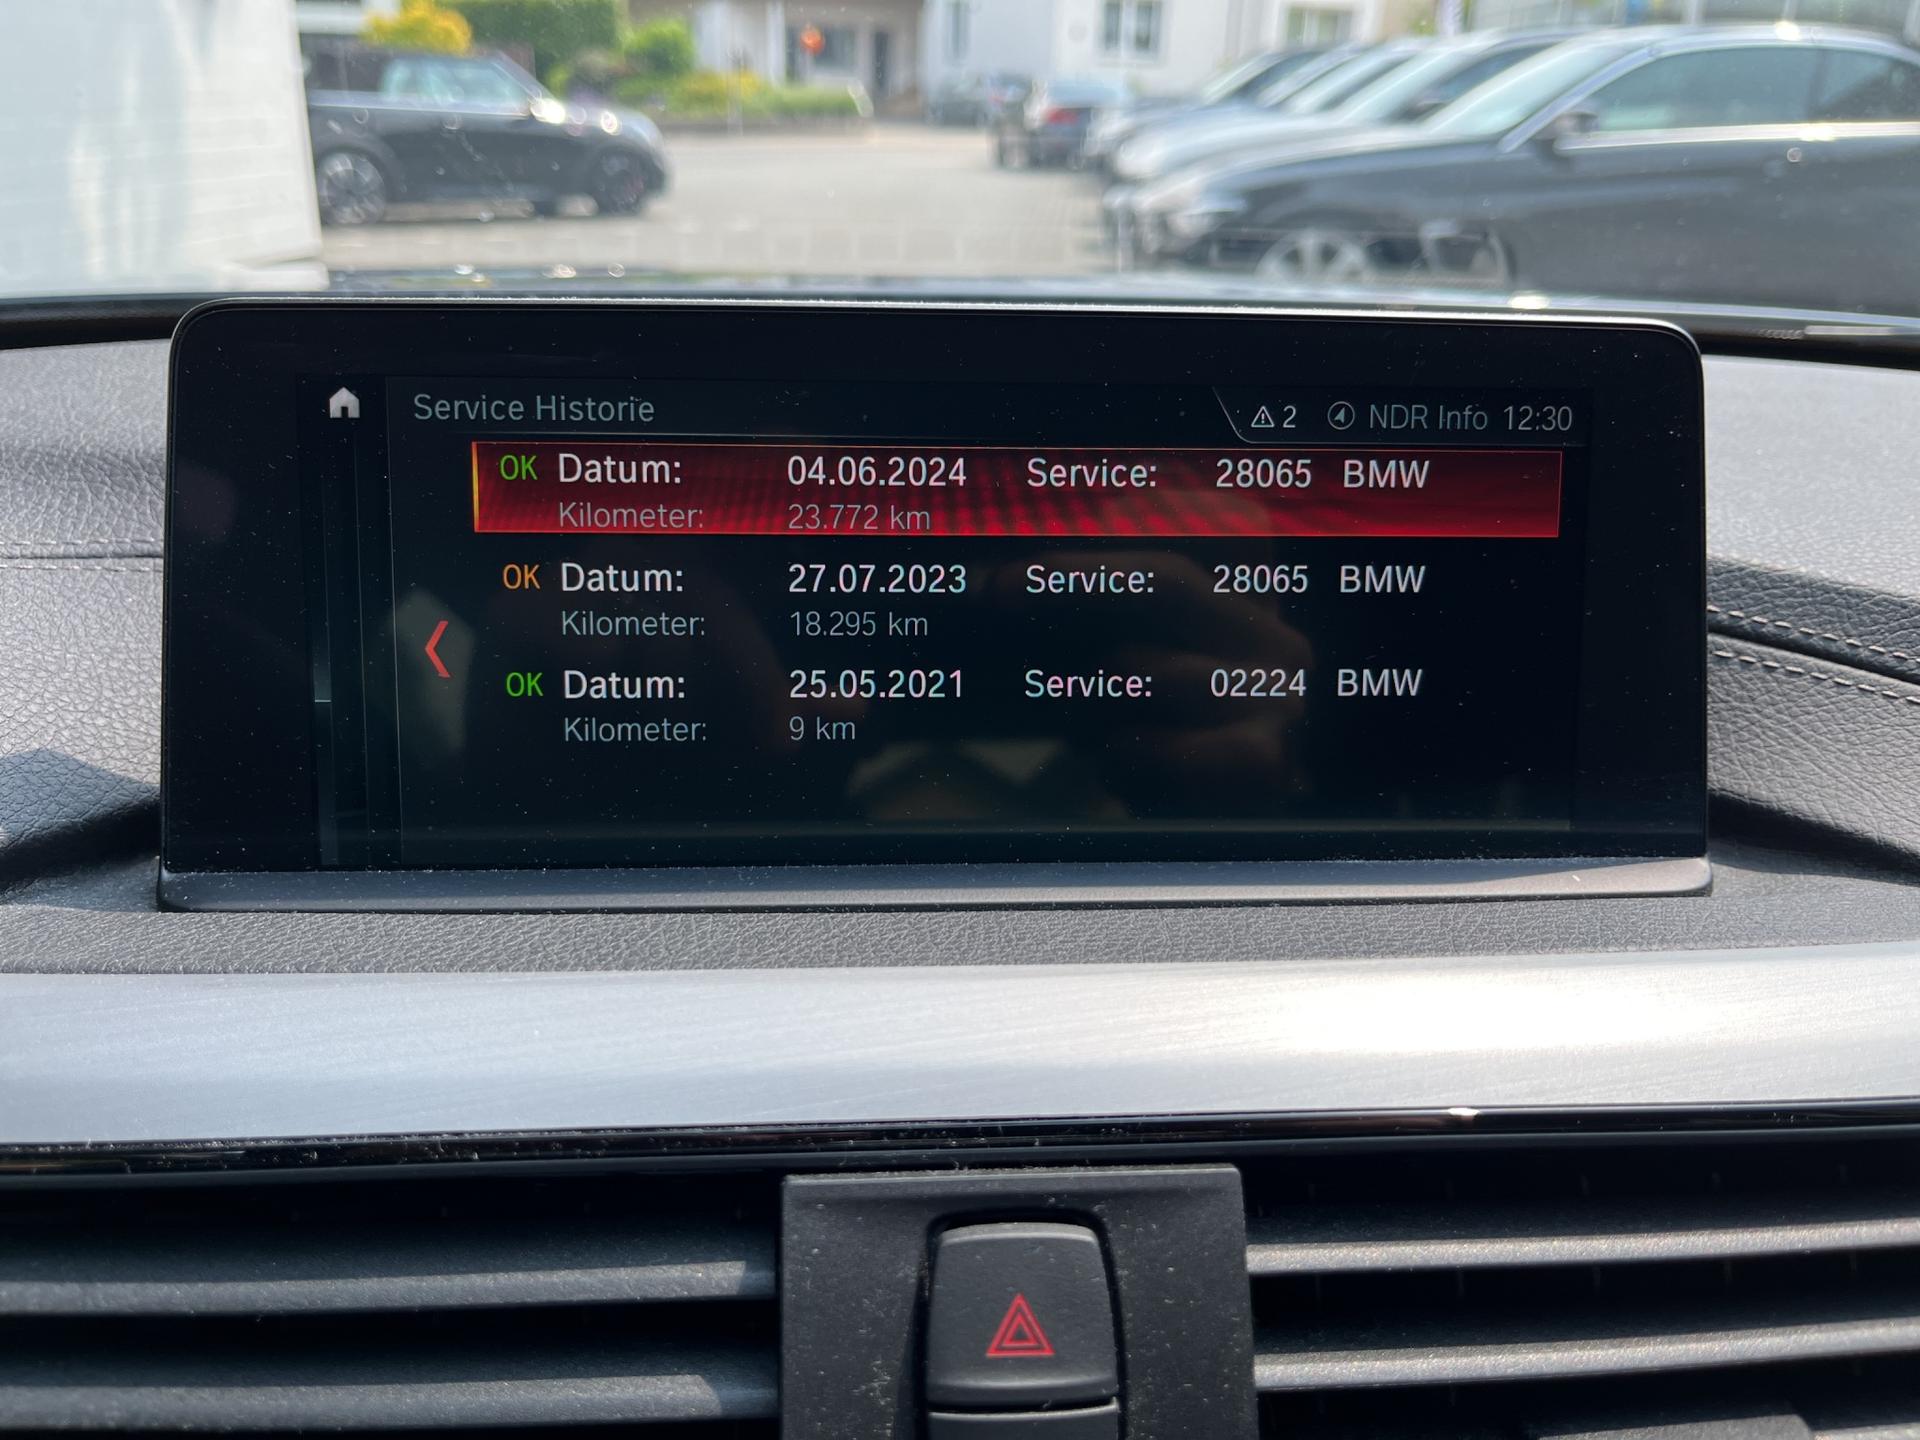 Service Historie
2 NDR Info 12:30
OK Datum: 04.06.2024 Service: 28065 BMW
Kilometer: 23.772 km
OK Datum: 27.07.2023 Service: 28065 BMW
Kilometer: 18.295 km
OK Datum: 25.05.2021 Service: 02224 BMW
Kilometer: 9 km